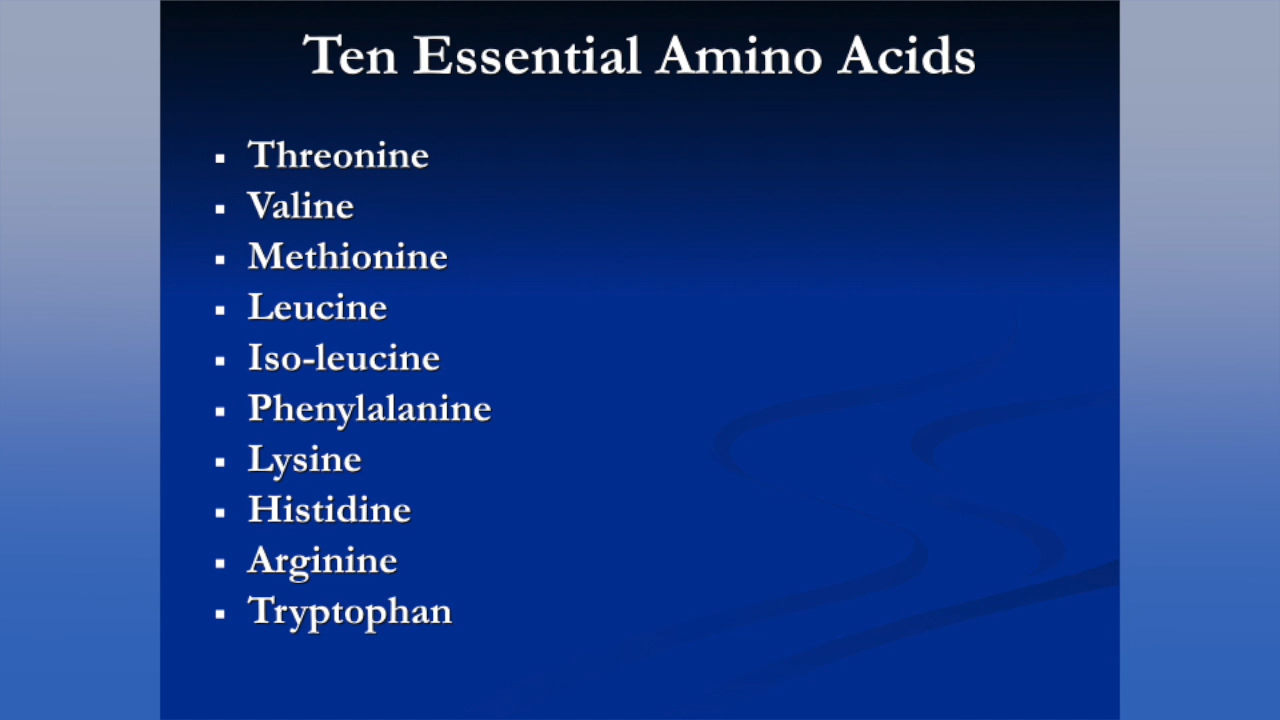 Ten Essential Amino Acids
▪ Threonine
▪ Valine
▪ Methionine
▪ Leucine
▪ Iso-leucine
▪ Phenylalanine
▪ Lysine
▪ Histidine
▪ Arginine
▪ Tryptophan